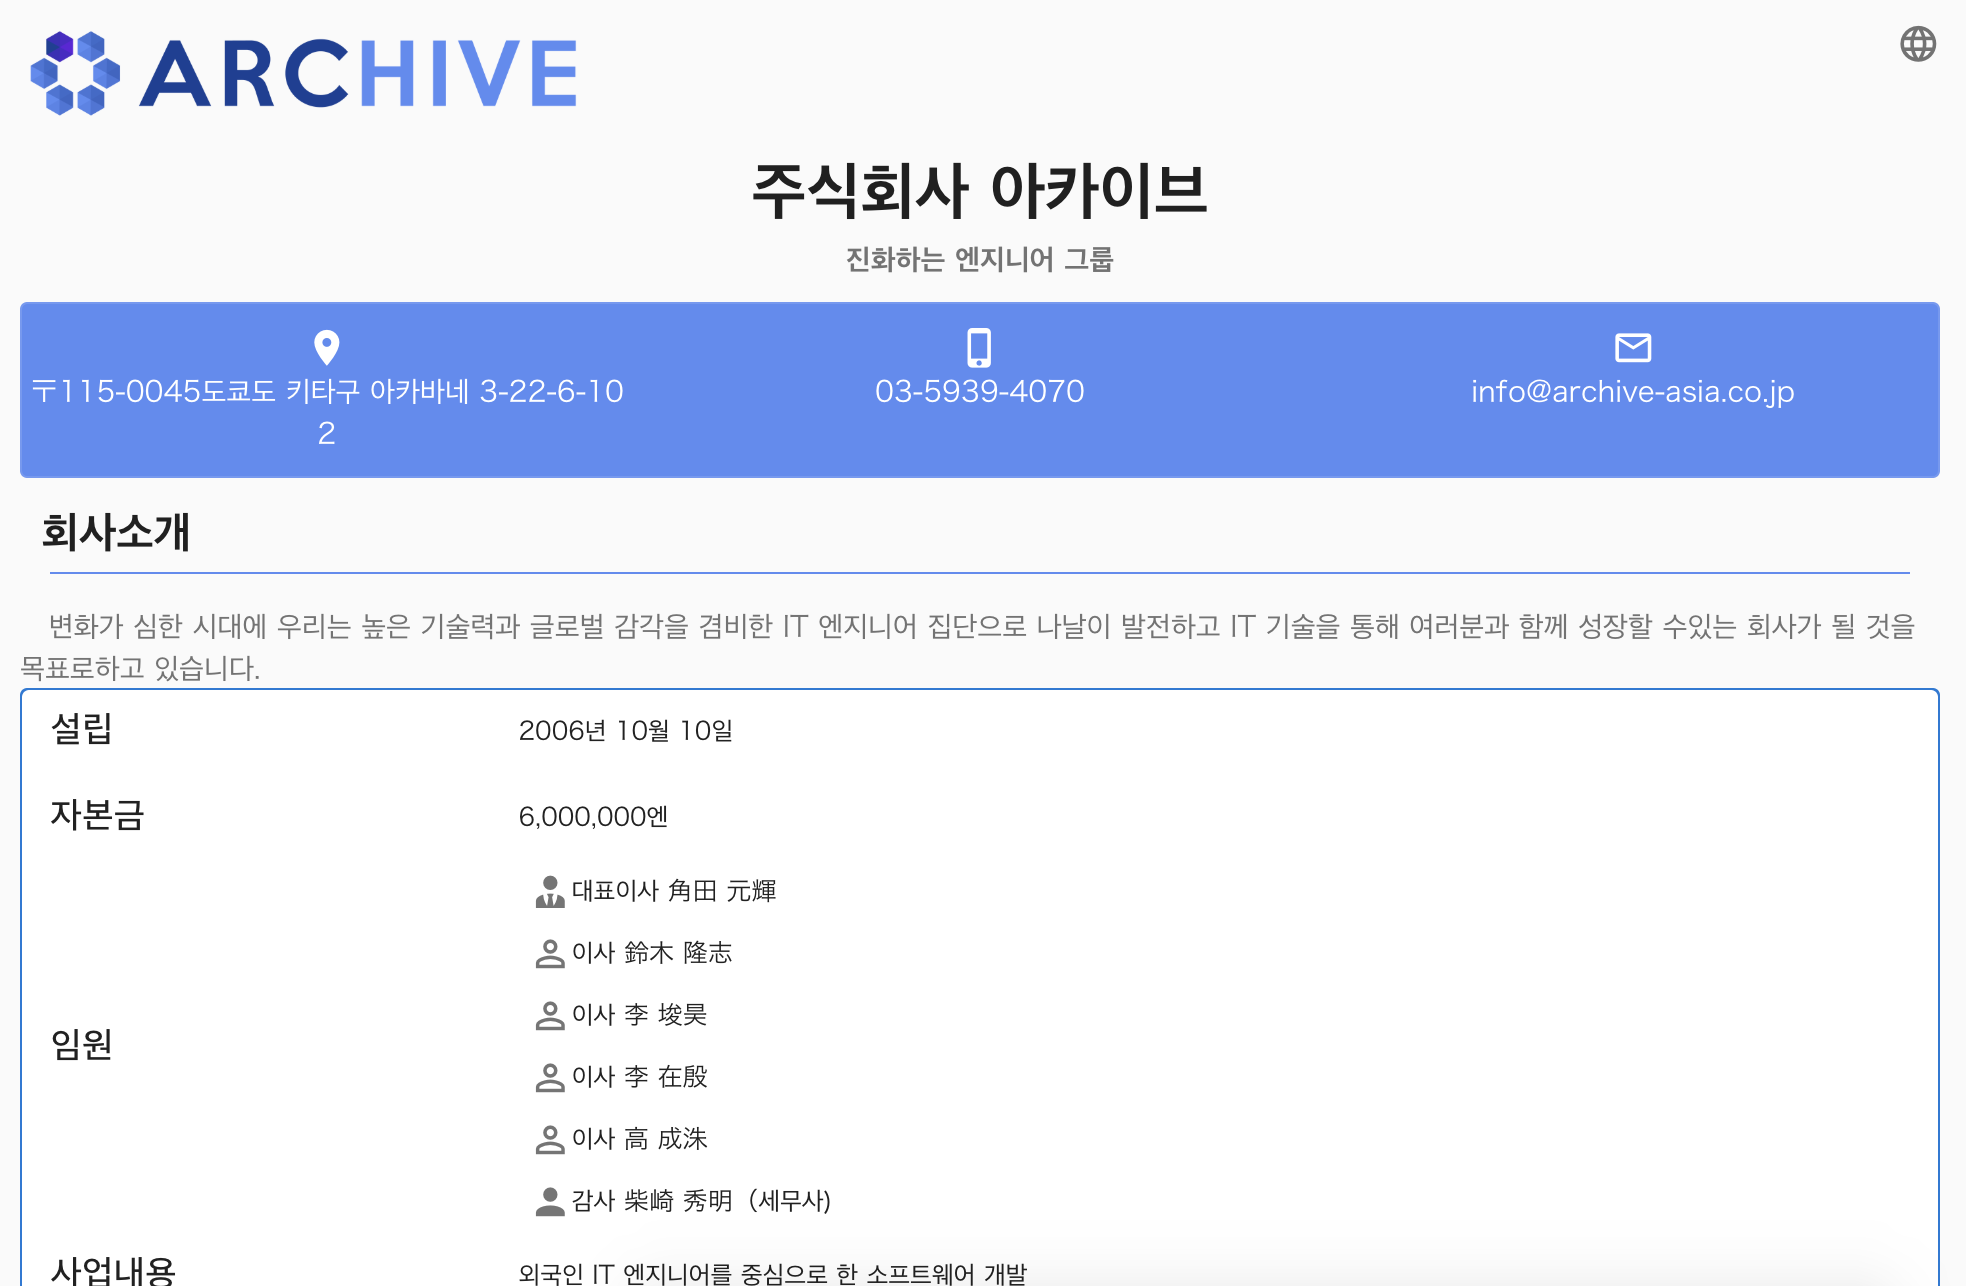 ARCHIVE
주식회사 아카이브
진화하는 엔지니어 그룹
〒115-0045도쿄도 키타구 아카바네 3-22-6-10
2
03-5939-4070
info@archive-asia.co.jp
회사소개
변화가 심한 시대에 우리는 높은 기술력과 글로벌 감각을 겸비한 IT 엔지니어 집단으로 나날이 발전하고 IT 기술을 통해 여러분과 함께 성장할 수있는 회사가 될 것을
목표로하고 있습니다.
설립 2006년 10월 10일
자본금 6,000,000엔
임원
대표이사 角田 元輝
이사 鈴木 隆志
이사 李 埈昊
이사 李 在殷
이사 高 成洙
감사 柴崎 秀明（세무사)
사업내용 외국인 IT 엔지니어를 중심으로 한 소프트웨어 개발